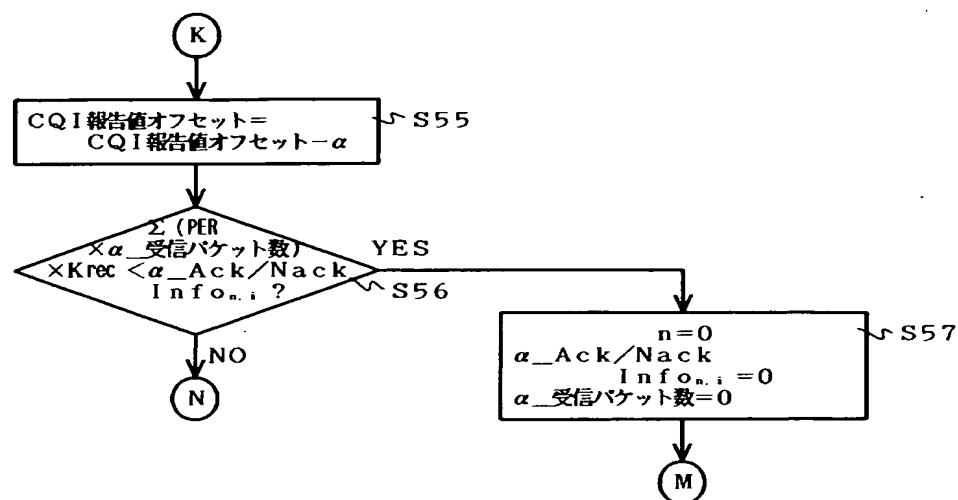 K
CQI報告値オフセット=
CQI報告値オフセット-α
S55
Σ(PER
×α_受信パケット数)
×Krec<α_Ack/Nack
Infon,i?
YES
S56
NO
N
n=0
α_Ack/Nack
Infon,i=0
α_受信パケット数=0
S57
M